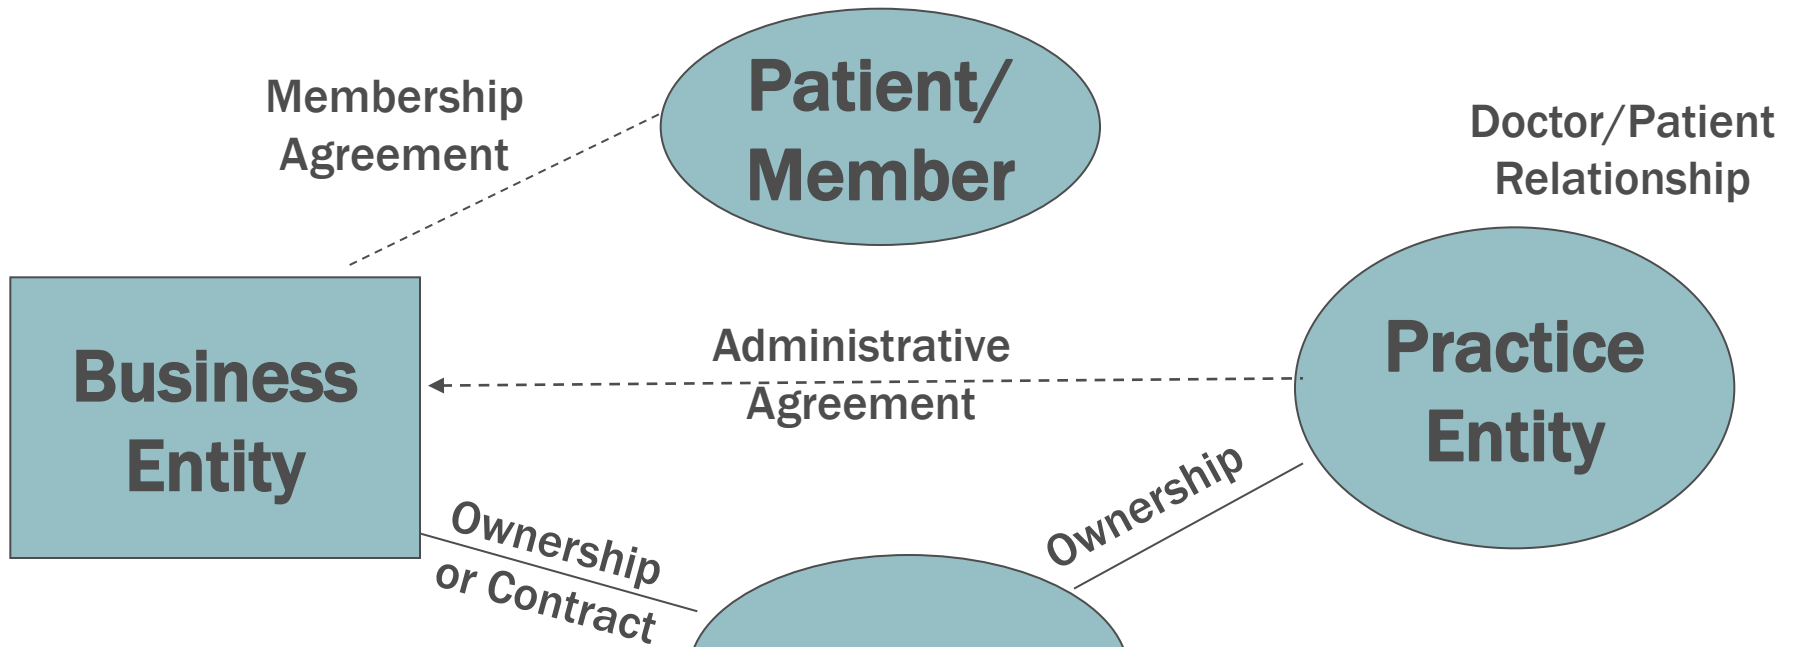 Patient/
Member
Membership
Agreement
Doctor/Patient
Relationship
Business
Entity
Administrative
Agreement
Practice
Entity
Ownership
or Contract
Ownership